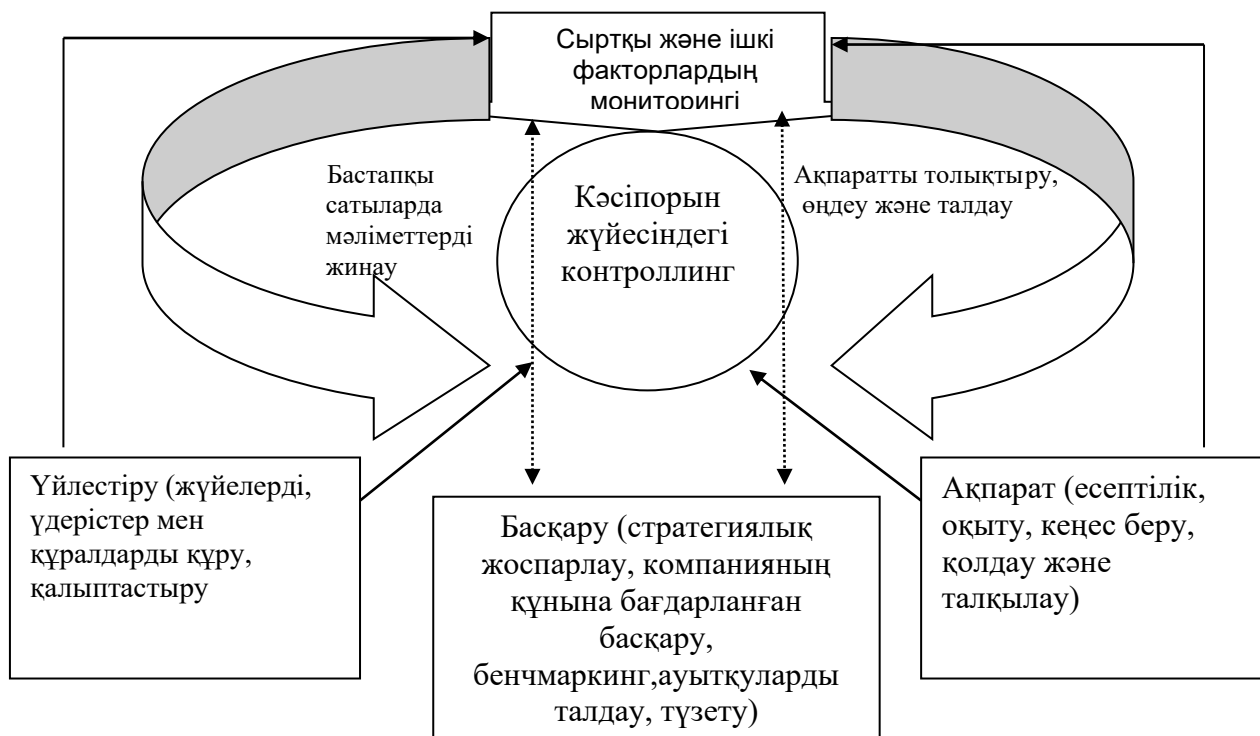 Сыртқы және ішкі
факторлардың
мониторингі
Бастапқы
сатыларда
мәліметтерді
жинау
Кәсіпорын
жүйесіндегі
контроллинг
Ақпаратты толықтыру,
өңдеу және талдау
Үйлестіру (жүйелерді,
үдерістер мен
құралдарды құру,
қалыптастыру
Басқару (стратегиялық
жоспарлау, компанияның
құнына бағдарланған
басқару,
бенчмаркинг,ауытқуларды
талдау, түзету)
Ақпарат (есептілік,
оқыту, кеңес беру,
қолдау және
талқылау)